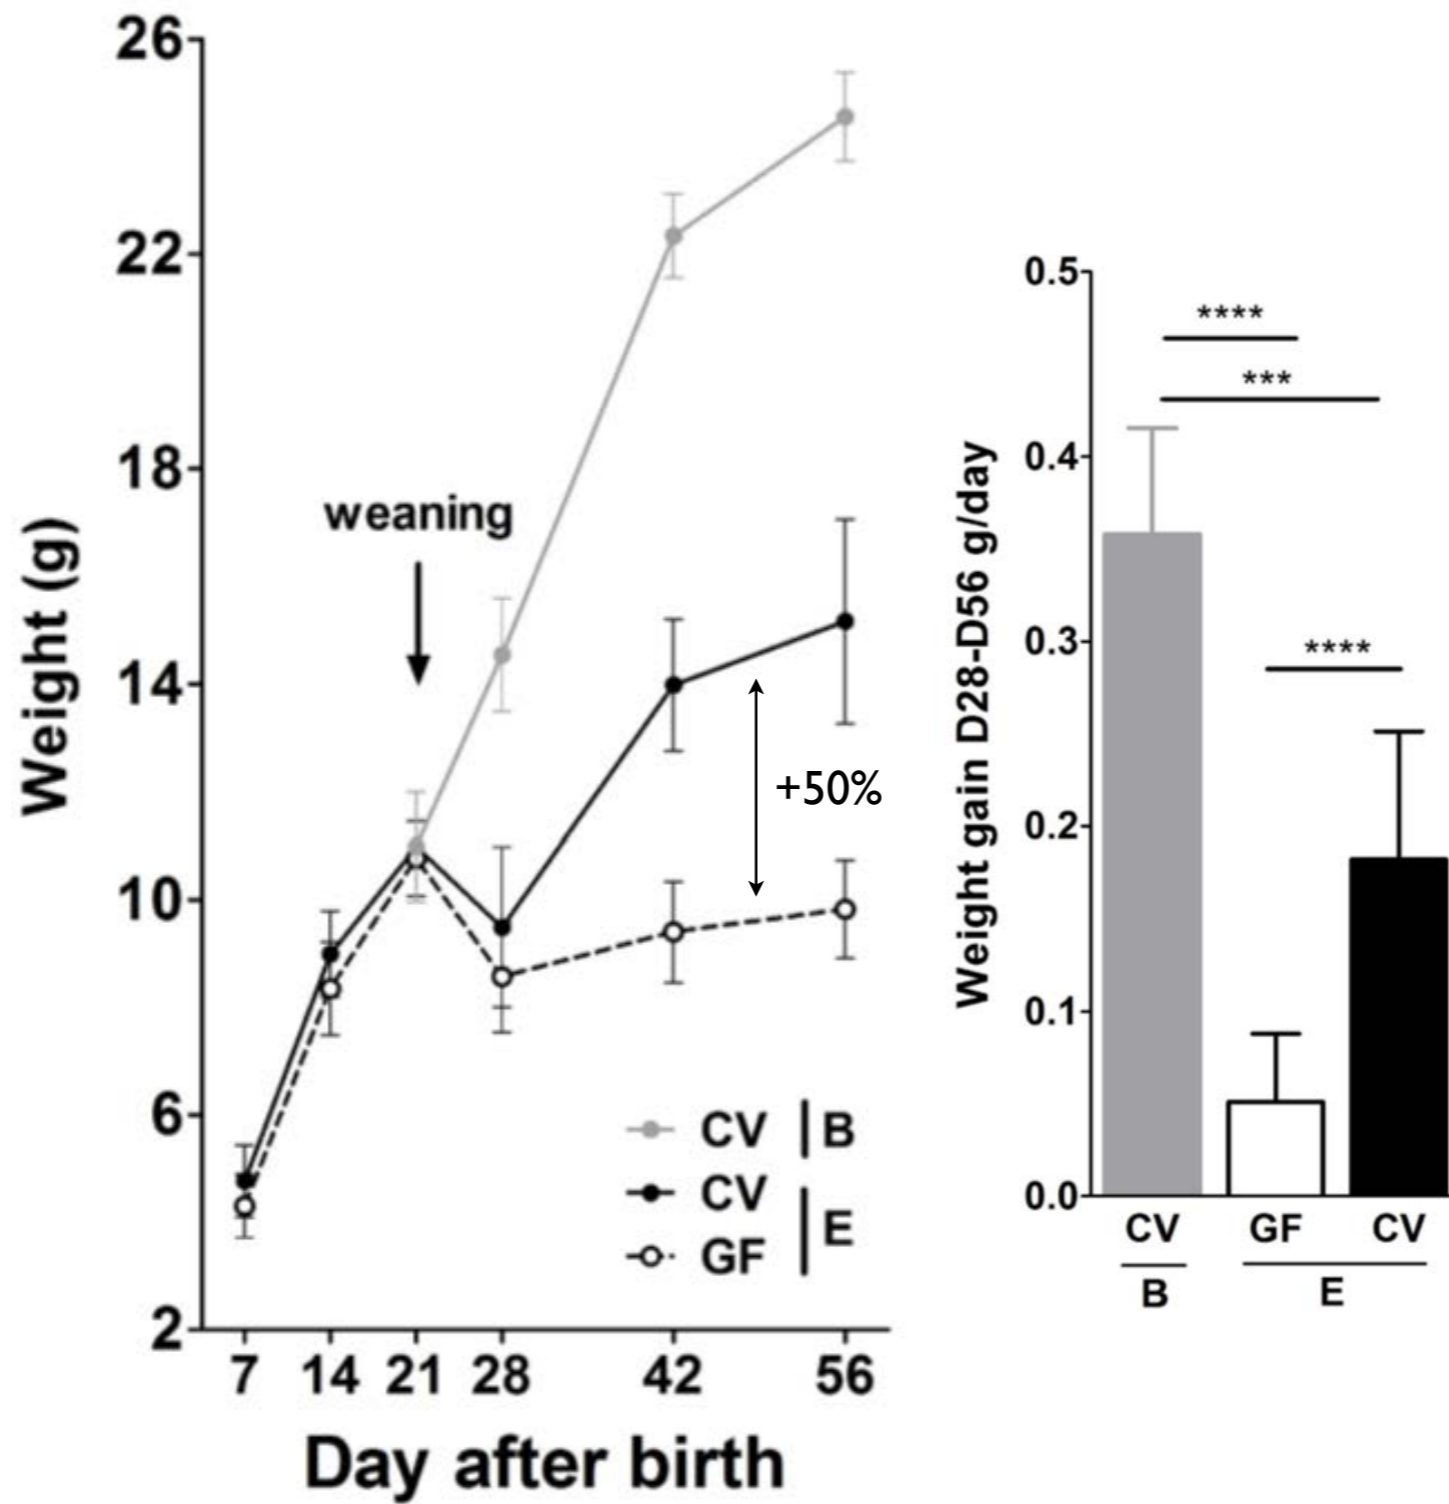 26
22
18
14
10
6
2
Weight (g)
weaning
+50%
CV B
CV
E
GF
7 14 21 28 42 56
Day after birth
0.5
0.4
0.3
0.2
0.1
0.0
Weight gain D28-D56 g/day
****
***
****
CV GF CV
B E